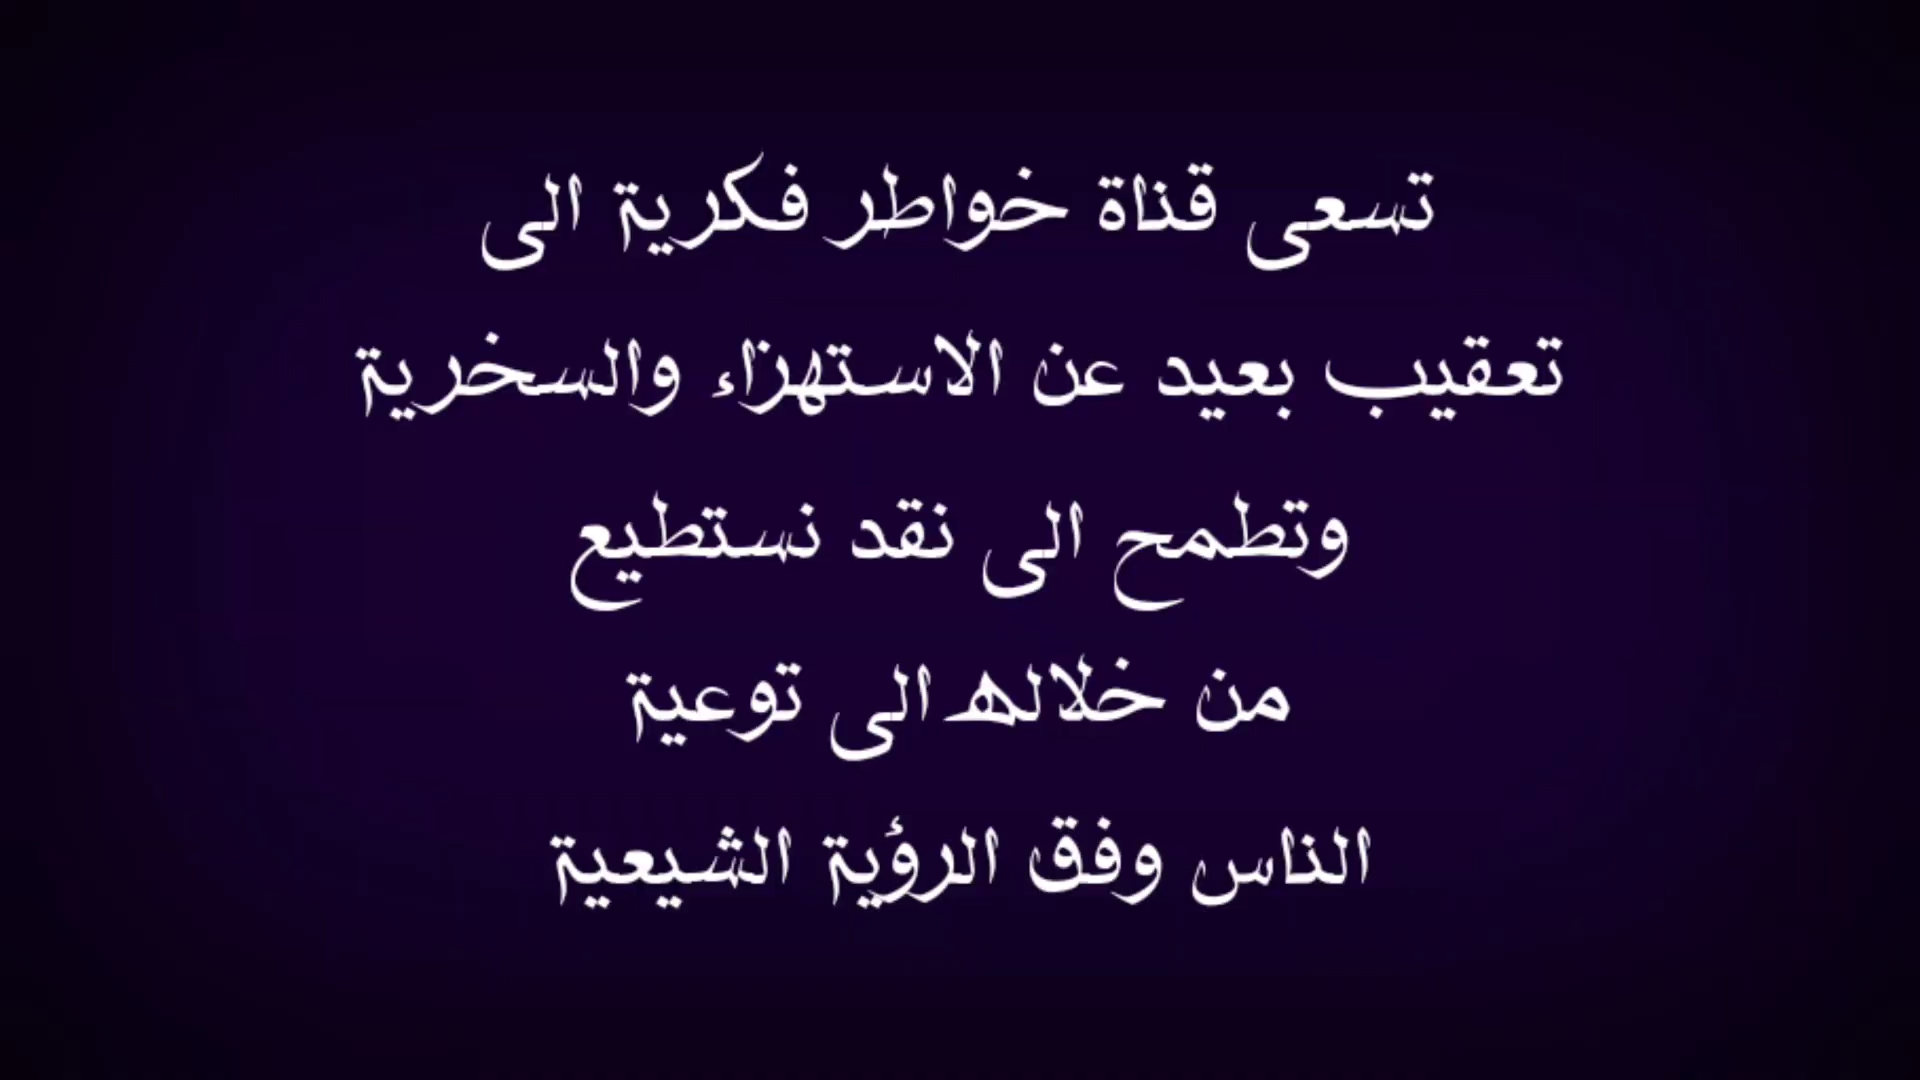 تسعى قناة خواطر فكرية الى
تعقيب بعيد عن الاستهزاء والسخرية
وتطمح الى نقد نستطيع
من خلاله الى توعية
الناس وفق الرؤية الشيعية